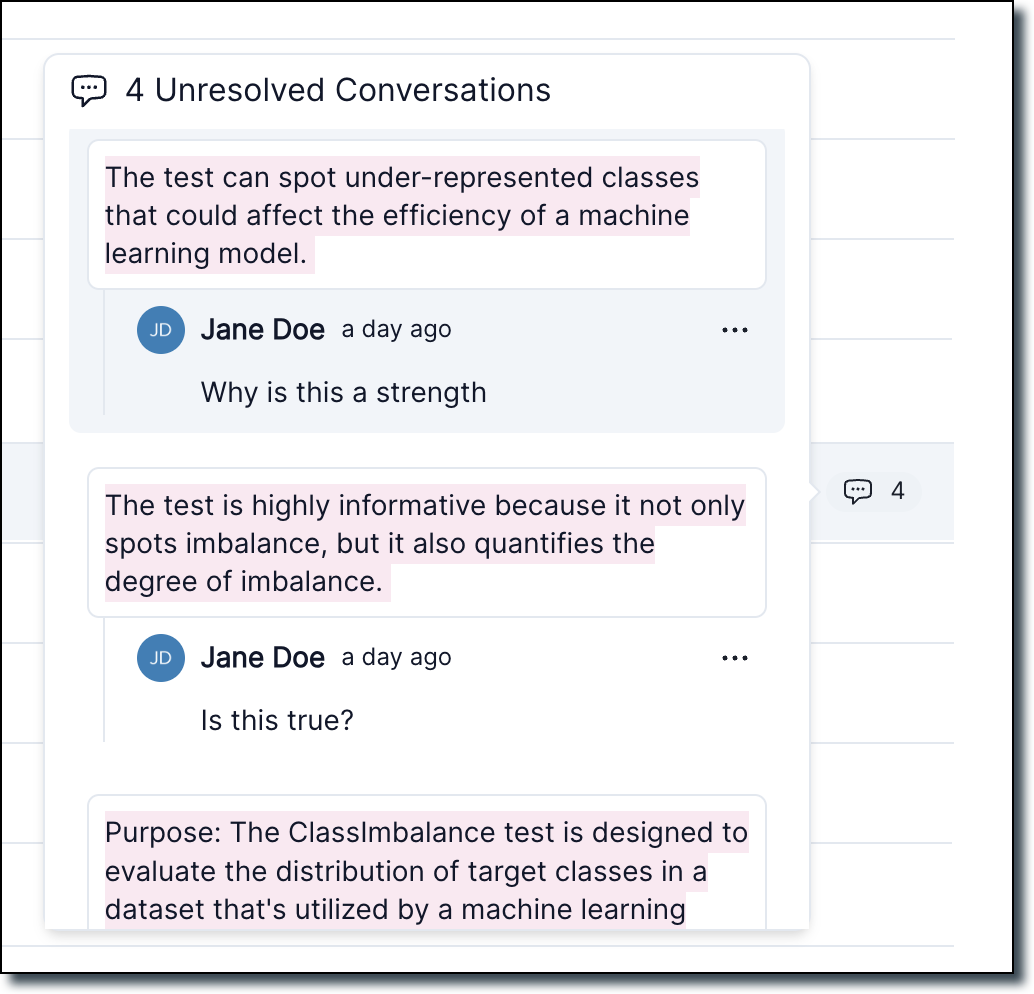 4 Unresolved Conversations
The test can spot under-represented classes
that could affect the efficiency of a machine
learning model.
JD Jane Doe a day ago
Why is this a strength
4
The test is highly informative because it not only
spots imbalance, but it also quantifies the
degree of imbalance.
JD Jane Doe a day ago
Is this true?
Purpose: The ClassImbalance test is designed to
evaluate the distribution of target classes in a
dataset that's utilized by a machine learning